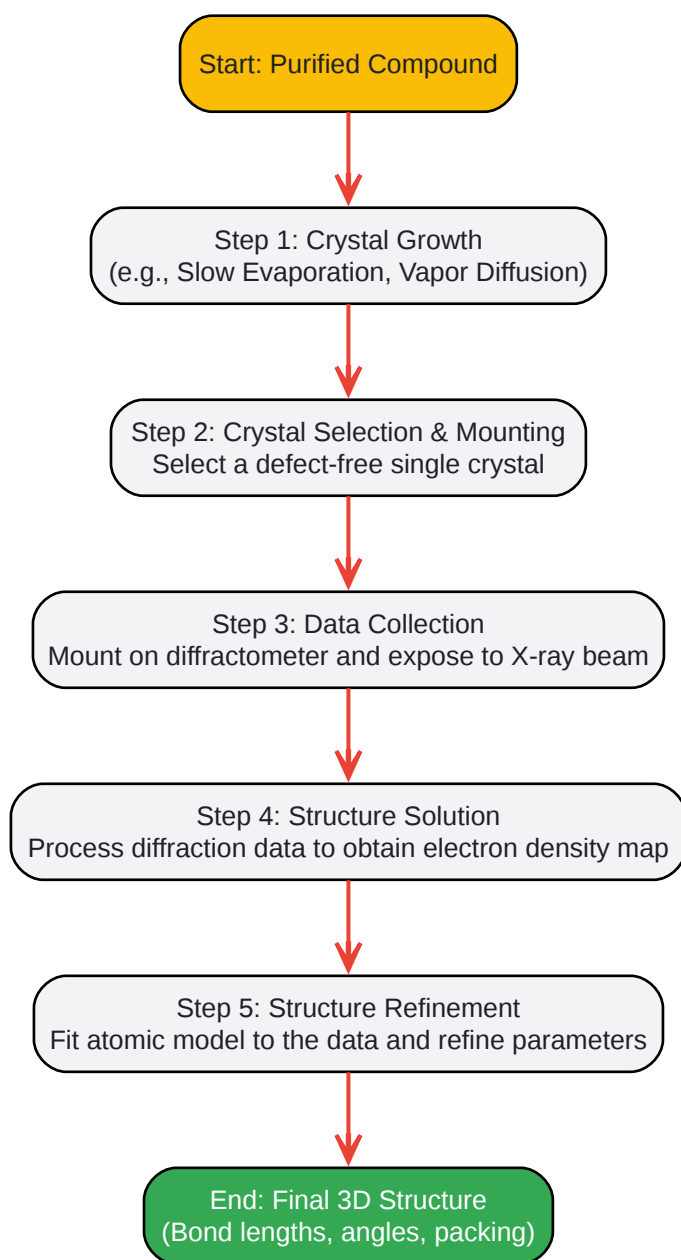 Start: Purified Compound
Step 1: Crystal Growth
(e.g., Slow Evaporation, Vapor Diffusion)
Step 2: Crystal Selection & Mounting
Select a defect-free single crystal
Step 3: Data Collection
Mount on diffractometer and expose to X-ray beam
Step 4: Structure Solution
Process diffraction data to obtain electron density map
Step 5: Structure Refinement
Fit atomic model to the data and refine parameters
End: Final 3D Structure
(Bond lengths, angles, packing)